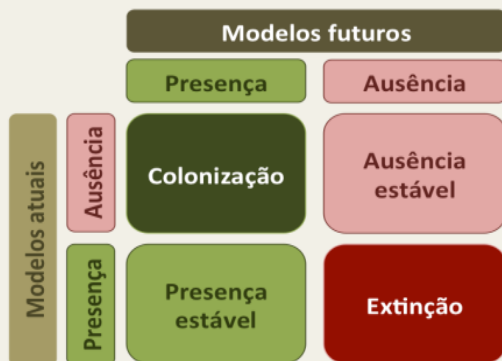 Modelos futuros
Presença
Ausência
Modelos atuais
Ausência
Colonização
Ausência
estável
Presença
Presença
estável
Extinção